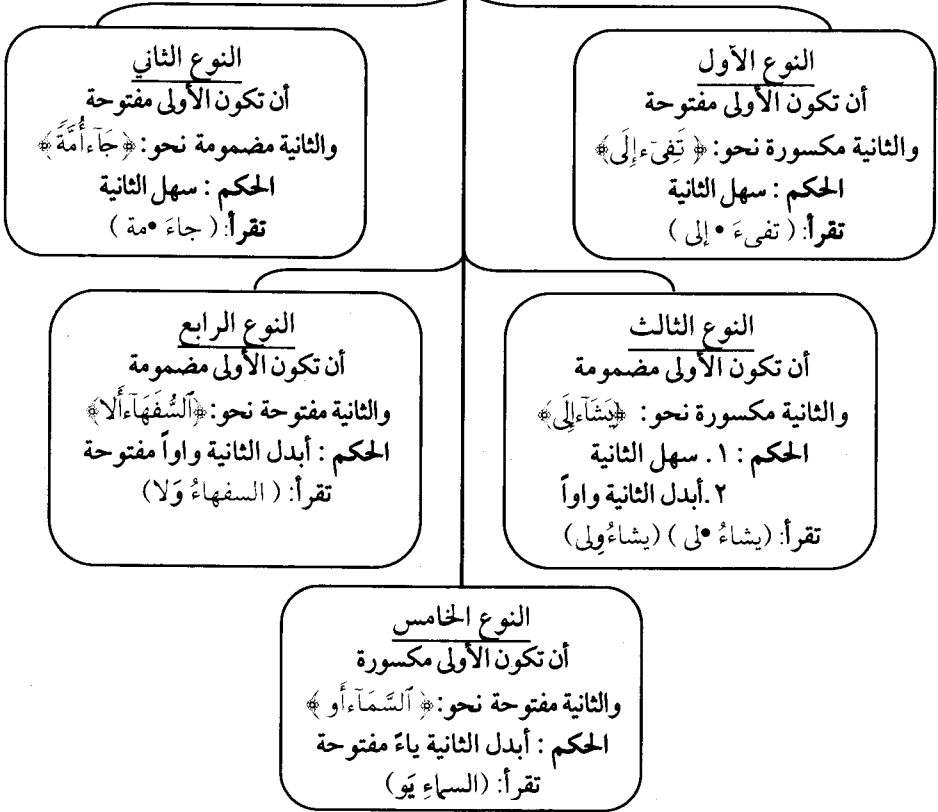 النوع الأول
أن تكون الأولى مفتوحة
والثانية مكسورة نحو: ﴿تَفِىٓءَ إِلَىٰ﴾
الحكم : سهل الثانية
تقرأ: ( تفىءَ • إلى )
النوع الثاني
أن تكون الأولى مفتوحة
والثانية مضمومة نحو: ﴿جَآءَ أُمَّةً﴾
الحكم : سهل الثانية
تقرأ: ( جاءَ •مة )
النوع الثالث
أن تكون الأولى مضمومة
والثانية مكسورة نحو: ﴿يَشَآءُ إِلَى﴾
الحكم : ١. سهل الثانية
٢.أبدل الثانية واواً
تقرأ: (يشاءُ •لى ) (يشاءُ وِلى)
النوع الرابع
أن تكون الأولى مضمومة
والثانية مفتوحة نحو: ﴿ٱلسُّفَهَآءُ أَلَا﴾
الحكم : أبدل الثانية واواً مفتوحة
تقرأ: ( السفهاءُ وَلا)
النوع الخامس
أن تكون الأولى مكسورة
والثانية مفتوحة نحو: ﴿ٱلسَّمَآءِ أَو﴾
الحكم : أبدل الثانية ياءً مفتوحة
تقرأ: (السماءِ يَو)